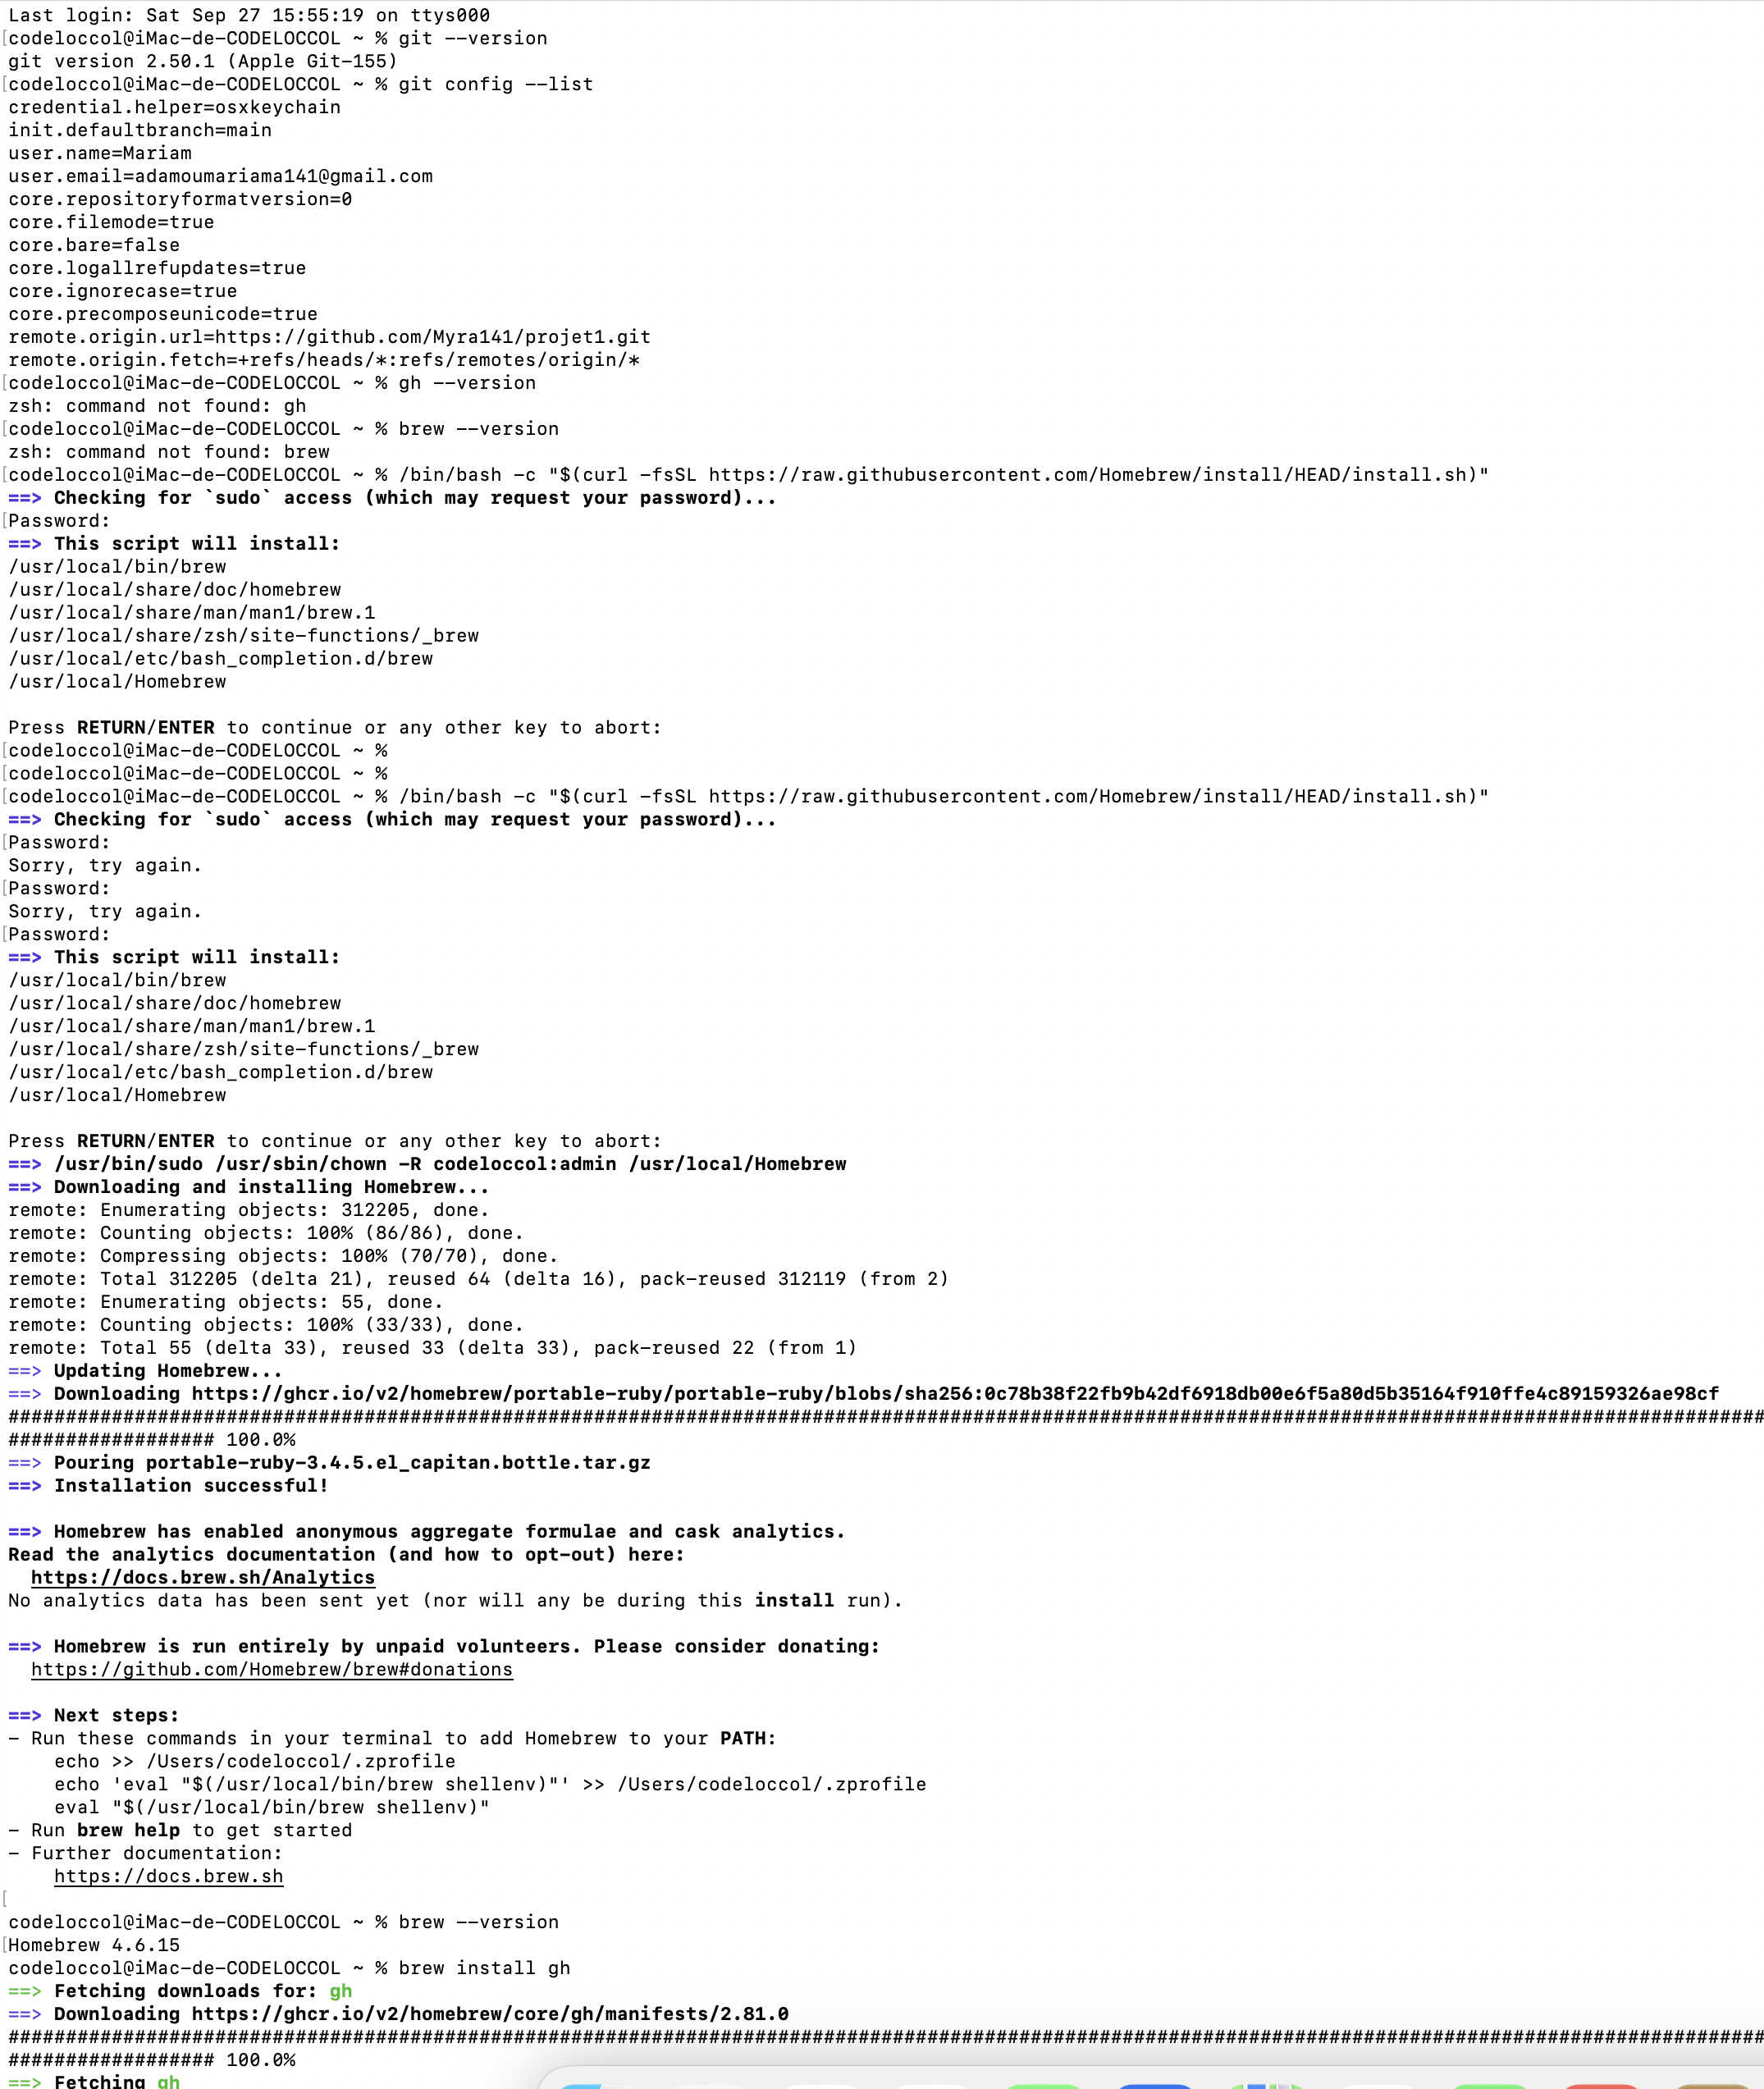 Last login: Sat Sep 27 15:55:19 on ttys000
[codeloccol@iMac-de-CODELOCCOL ~ % git --version
git version 2.50.1 (Apple Git-155)
[codeloccol@iMac-de-CODELOCCOL ~ % git config --list
credential.helper=osxkeychain
init.defaultbranch=main
user.name=Mariam
user.email=adamoumariama141@gmail.com
core.repositoryformatversion=0
core.filemode=true
core.bare=false
core.logallrefupdates=true
core.ignorecase=true
core.precomposeunicode=true
remote.origin.url=https://github.com/Myra141/projet1.git
remote.origin.fetch=+refs/heads/*:refs/remotes/origin/*
[codeloccol@iMac-de-CODELOCCOL ~ % gh --version
zsh: command not found: gh
[codeloccol@iMac-de-CODELOCCOL ~ % brew --version
zsh: command not found: brew
[codeloccol@iMac-de-CODELOCCOL ~ % /bin/bash -c "$(curl -fsSL https://raw.githubusercontent.com/Homebrew/install/HEAD/install.sh)"
==> Checking for `sudo` access (which may request your password)...
[Password:
==> This script will install:
/usr/local/bin/brew
/usr/local/share/doc/homebrew
/usr/local/share/man/man1/brew.1
/usr/local/share/zsh/site-functions/_brew
/usr/local/etc/bash_completion.d/brew
/usr/local/Homebrew

Press RETURN/ENTER to continue or any other key to abort:
[codeloccol@iMac-de-CODELOCCOL ~ %
[codeloccol@iMac-de-CODELOCCOL ~ %
[codeloccol@iMac-de-CODELOCCOL ~ % /bin/bash -c "$(curl -fsSL https://raw.githubusercontent.com/Homebrew/install/HEAD/install.sh)"
==> Checking for `sudo` access (which may request your password)...
[Password:
Sorry, try again.
[Password:
Sorry, try again.
[Password:
==> This script will install:
/usr/local/bin/brew
/usr/local/share/doc/homebrew
/usr/local/share/man/man1/brew.1
/usr/local/share/zsh/site-functions/_brew
/usr/local/etc/bash_completion.d/brew
/usr/local/Homebrew

Press RETURN/ENTER to continue or any other key to abort:
==> /usr/bin/sudo /usr/sbin/chown -R codeloccol:admin /usr/local/Homebrew
==> Downloading and installing Homebrew...
remote: Enumerating objects: 312205, done.
remote: Counting objects: 100% (86/86), done.
remote: Compressing objects: 100% (70/70), done.
remote: Total 312205 (delta 21), reused 64 (delta 16), pack-reused 312119 (from 2)
remote: Enumerating objects: 55, done.
remote: Counting objects: 100% (33/33), done.
remote: Total 55 (delta 33), reused 33 (delta 33), pack-reused 22 (from 1)
==> Updating Homebrew...
==> Downloading https://ghcr.io/v2/homebrew/portable-ruby/portable-ruby/blobs/sha256:0c78b38f22fb9b42df6918db00e6f5a80d5b35164f910ffe4c89159326ae98cf
#########################################################################################################################################################
################## 100.0%
==> Pouring portable-ruby-3.4.5.el_capitan.bottle.tar.gz
==> Installation successful!

==> Homebrew has enabled anonymous aggregate formulae and cask analytics.
Read the analytics documentation (and how to opt-out) here:
  https://docs.brew.sh/Analytics
No analytics data has been sent yet (nor will any be during this install run).

==> Homebrew is run entirely by unpaid volunteers. Please consider donating:
  https://github.com/Homebrew/brew#donations

==> Next steps:
- Run these commands in your terminal to add Homebrew to your PATH:
    echo >> /Users/codeloccol/.zprofile
    echo 'eval "$(/usr/local/bin/brew shellenv)"' >> /Users/codeloccol/.zprofile
    eval "$(/usr/local/bin/brew shellenv)"
- Run brew help to get started
- Further documentation:
    https://docs.brew.sh
[
codeloccol@iMac-de-CODELOCCOL ~ % brew --version
[Homebrew 4.6.15
codeloccol@iMac-de-CODELOCCOL ~ % brew install gh
==> Fetching downloads for: gh
==> Downloading https://ghcr.io/v2/homebrew/core/gh/manifests/2.81.0
#########################################################################################################################################################
################## 100.0%
==> Fetching gh